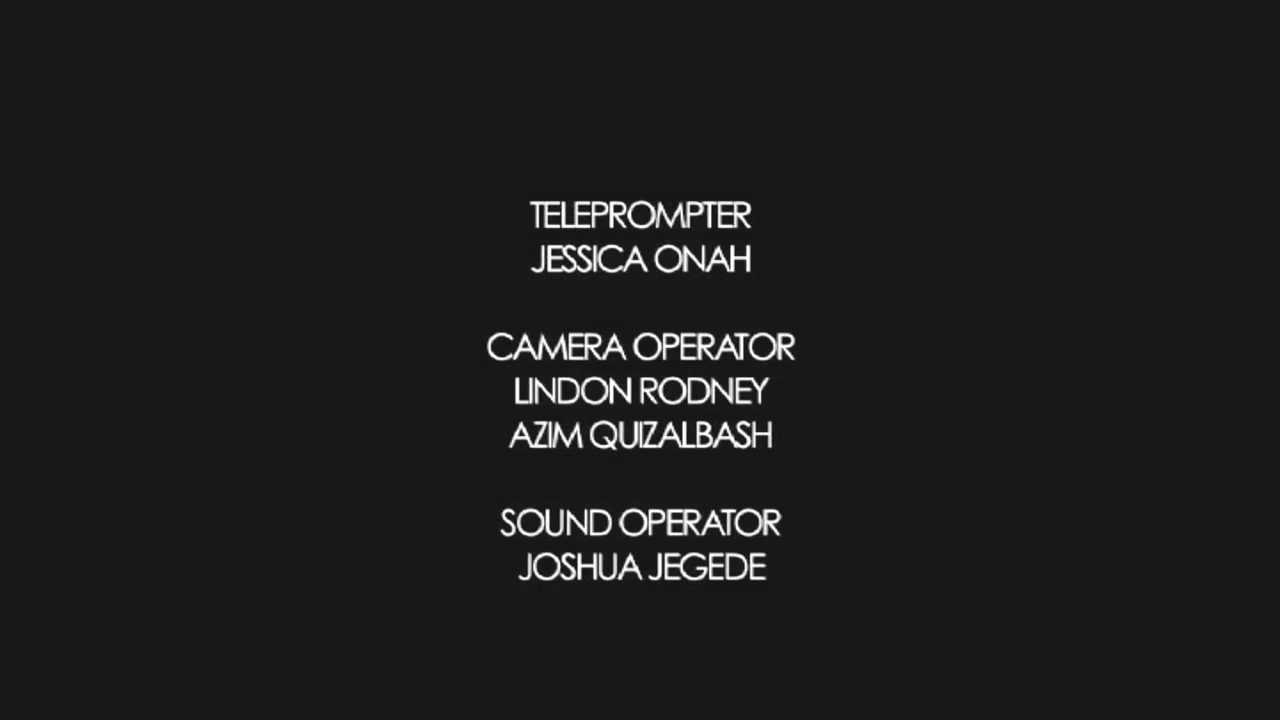 TELEPROMPTER
JESSICA ONAH
CAMERA OPERATOR
LINDON RODNEY
AZIM QUIZALBASH
SOUND OPERATOR
JOSHUA JEGEDE